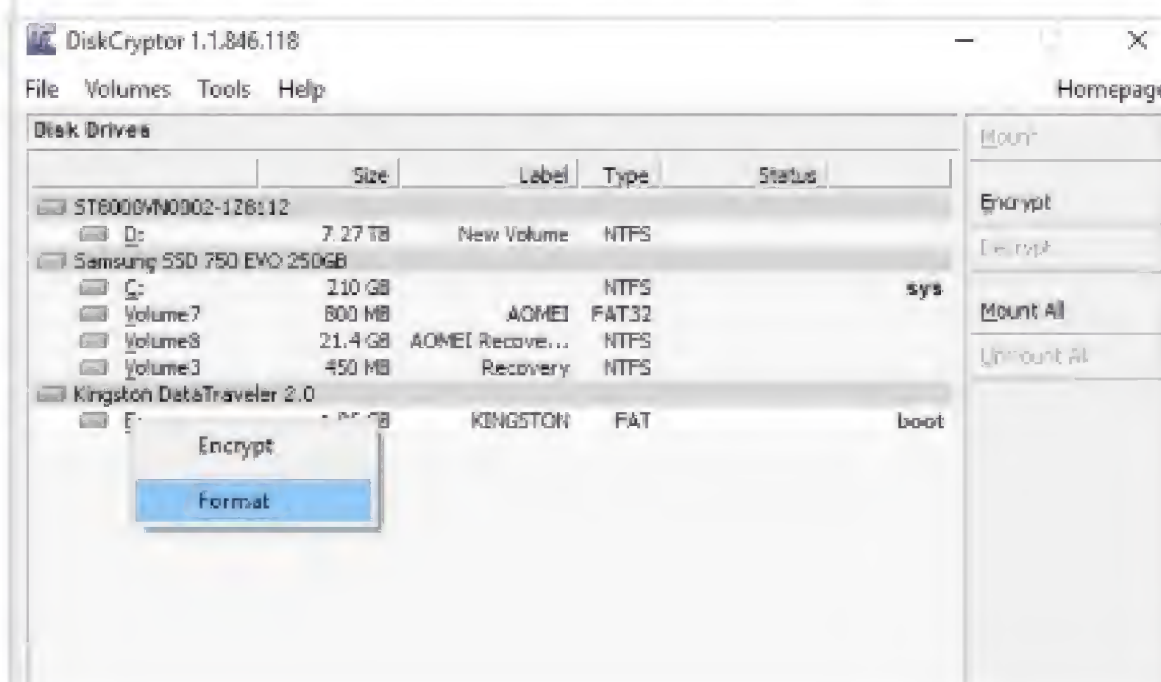 DiskCryptor 1.1.846.118
File Volumes Tools Help Homepage
Disk Drives
Size Label Type Status
Mount
Encrypt
Decrypt
Mount All
Unmount All
D: 7.27 TB New Volume NTFS
Samsung SSD 750 EVO 250GB
C: 210 GB NTFS sys
Volume7 800 MB AOMEI FAT32
Volume8 21.4 GB AOMEI Recove... NTFS
Volume3 450 MB Recovery NTFS
Kingston DataTraveler 2.0
KINGSTON FAT boot
Encrypt
Format